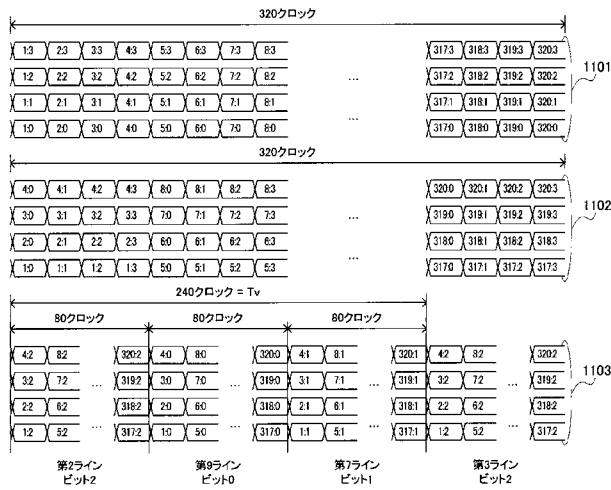 320クロック
1:3 2:3 3:3 4:3 5:3 6:3 7:3 8:3 317:3 318:3 319:3 320:3
1:2 2:2 3:2 4:2 5:2 6:2 7:2 8:2 ... 317:2 318:2 319:2 320:2
1:1 2:1 3:1 4:1 5:1 6:1 7:1 8:1 317:1 318:1 319:1 320:1
1:0 2:0 3:0 4:0 5:0 6:0 7:0 8:0 ... 317:0 318:0 319:0 320:0
1101
320クロック
4:0 4:1 4:2 4:3 8:0 8:1 8:2 8:3 320:0 320:1 320:2 320:3
3:0 3:1 3:2 3:3 7:0 7:1 7:2 7:3 ... 319:0 319:1 319:2 319:3
2:0 2:1 2:2 2:3 6:0 6:1 6:2 6:3 318:0 318:1 318:2 318:3
1:0 1:1 1:2 1:3 5:0 5:1 5:2 5:3 ... 317:0 317:1 317:2 317:3
1102
240クロック = Tv
80クロック 80クロック 80クロック
4:2 8:2 320:2 4:0 8:0 320:0 4:1 8:1 320:1 4:2 8:2 320:2
3:2 7:2 ... 319:2 3:0 7:0 ... 319:0 3:1 7:1 ... 319:1 3:2 7:2 ... 319:2
2:2 6:2 ... 318:2 2:0 6:0 ... 318:0 2:1 6:1 ... 318:1 2:2 6:2 ... 318:2
1:2 5:2 317:2 1:0 5:0 317:0 1:1 5:1 317:1 1:2 5:2 317:2
1103
第2ライン 第9ライン 第7ライン 第3ライン
ビット2 ビット0 ビット1 ビット2